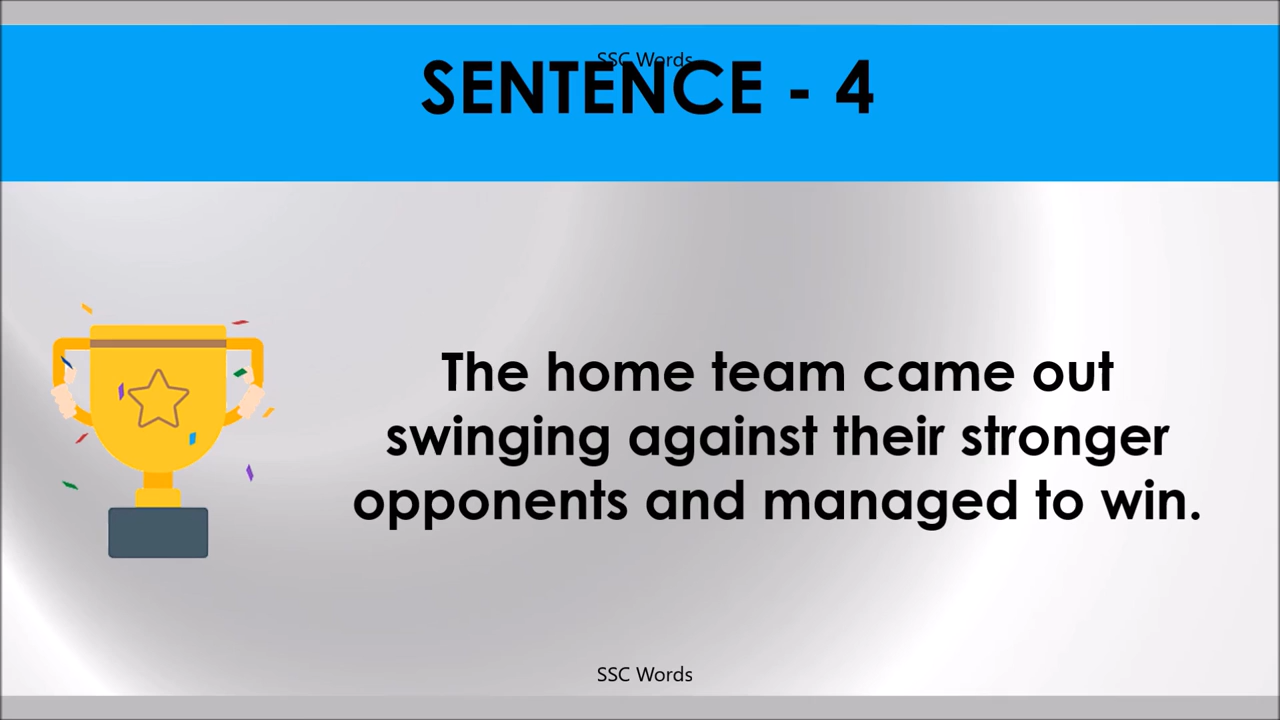 SSC Words
SENTENCE - 4
The home team came out
swinging against their stronger
opponents and managed to win.
SSC Words